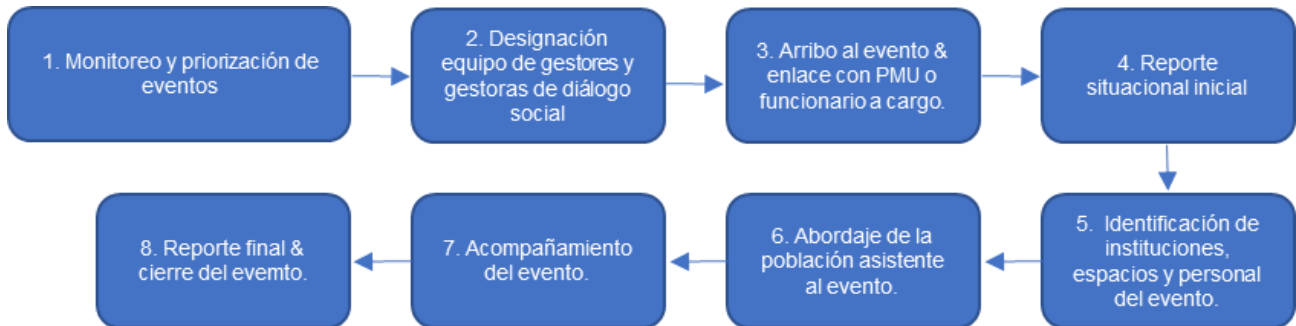 1. Monitoreo y priorización de
eventos
2. Designación
equipo de gestores y
gestoras de diálogo
social
3. Arribo al evento &
enlace con PMU o
funcionario a cargo.
4. Reporte
situacional inicial
5. Identificación de
instituciones,
espacios y personal
del evento.
6. Abordaje de la
población asistente
al evento.
7. Acompañamiento
del evento.
8. Reporte final &
cierre del evemto.